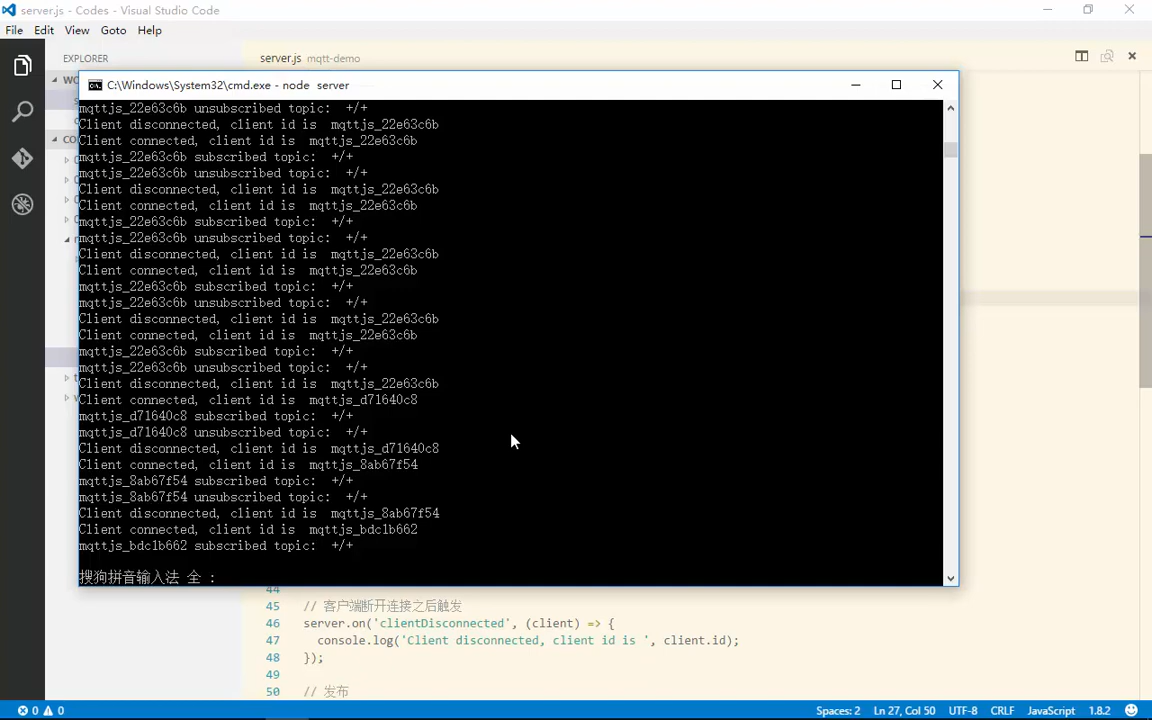 server.js - Codes - Visual Studio Code
File Edit View Goto Help
EXPLORER
server.js mqtt-demo
C:\Windows\System32\cmd.exe - node server
mqttjs_22e63c6b unsubscribed topic: +/+
Client disconnected, client id is mqttjs_22e63c6b
Client connected, client id is mqttjs_22e63c6b
mqttjs_22e63c6b subscribed topic: +/+
mqttjs_22e63c6b unsubscribed topic: +/+
Client disconnected, client id is mqttjs_22e63c6b
Client connected, client id is mqttjs_22e63c6b
mqttjs_22e63c6b subscribed topic: +/+
mqttjs_22e63c6b unsubscribed topic: +/+
Client disconnected, client id is mqttjs_22e63c6b
Client connected, client id is mqttjs_22e63c6b
mqttjs_22e63c6b subscribed topic: +/+
mqttjs_22e63c6b unsubscribed topic: +/+
Client disconnected, client id is mqttjs_22e63c6b
Client connected, client id is mqttjs_22e63c6b
mqttjs_22e63c6b subscribed topic: +/+
mqttjs_22e63c6b unsubscribed topic: +/+
Client disconnected, client id is mqttjs_22e63c6b
Client connected, client id is mqttjs_d71640c8
mqttjs_d71640c8 subscribed topic: +/+
mqttjs_d71640c8 unsubscribed topic: +/+
Client disconnected, client id is mqttjs_d71640c8
Client connected, client id is mqttjs_8ab67f54
mqttjs_8ab67f54 subscribed topic: +/+
mqttjs_8ab67f54 unsubscribed topic: +/+
Client disconnected, client id is mqttjs_8ab67f54
Client connected, client id is mqttjs_bdc1b662
mqttjs_bdc1b662 subscribed topic: +/+
搜狗拼音输入法 全 :
44
45 // 客户端断开连接之后触发
46 server.on('clientDisconnected', (client) => {
47 console.log('Client disconnected, client id is ', client.id);
48 });
49
50 // 发布
0 0 Spaces: 2 Ln 27, Col 50 UTF-8 CRLF JavaScript 1.8.2